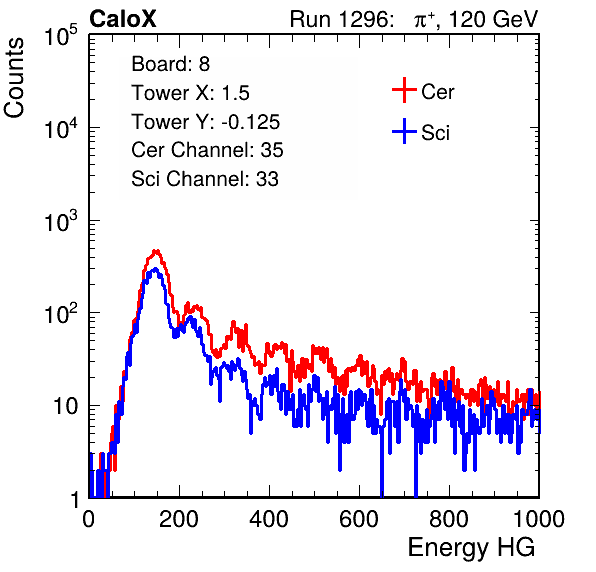 CaloX
Run 1296: π⁺, 120 GeV
Counts
Board: 8
Tower X: 1.5
Tower Y: -0.125
Cer Channel: 35
Sci Channel: 33
Cer
Sci
10⁵
10⁴
10³
10²
10
1
0 200 400 600 800 1000
Energy HG